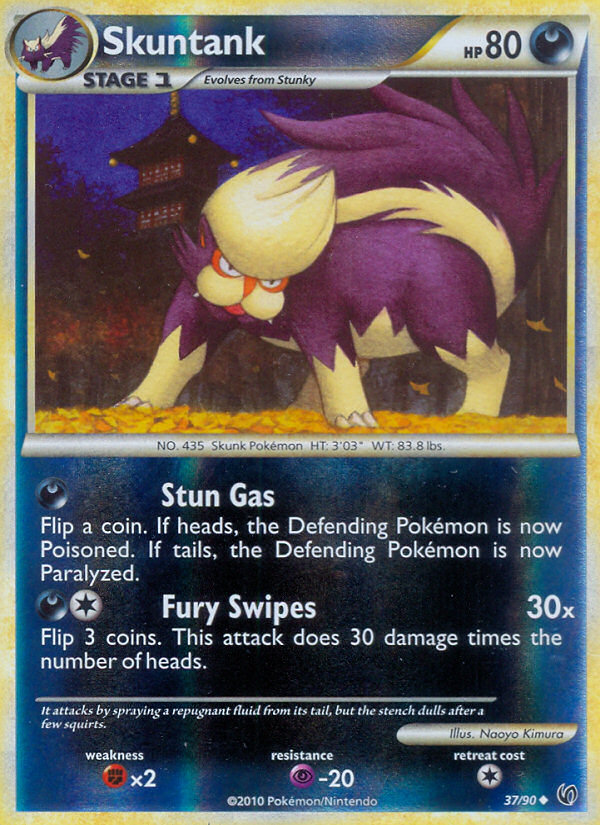 Skuntank HP 80
STAGE 1 Evolves from Stunky
NO. 435 Skunk Pokémon HT: 3'03" WT: 83.8 lbs.
Stun Gas
Flip a coin. If heads, the Defending Pokémon is now
Poisoned. If tails, the Defending Pokémon is now
Paralyzed.
Fury Swipes 30x
Flip 3 coins. This attack does 30 damage times the
number of heads.
It attacks by spraying a repugnant fluid from its tail, but the stench dulls after a
few squirts.
Illus. Naoyo Kimura
weakness resistance retreat cost
×2 -20
©2010 Pokémon/Nintendo 37/90